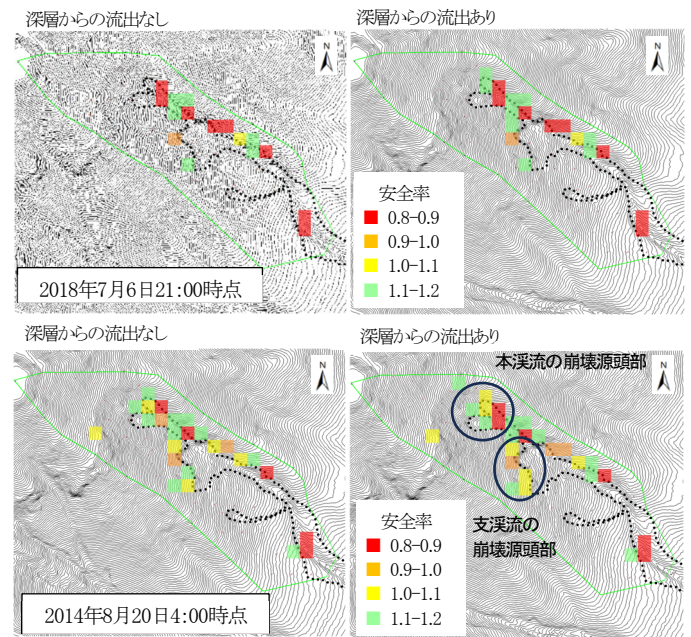 深層からの流出なし
深層からの流出あり
N
N
安全率
0.8-0.9
0.9-1.0
1.0-1.1
1.1-1.2
2018年7月6日21:00時点
深層からの流出なし
深層からの流出あり
N
本渓流の崩壊源頭部
N
安全率
0.8-0.9
0.9-1.0
1.0-1.1
1.1-1.2
支渓流の
崩壊源頭部
2014年8月20日4:00時点